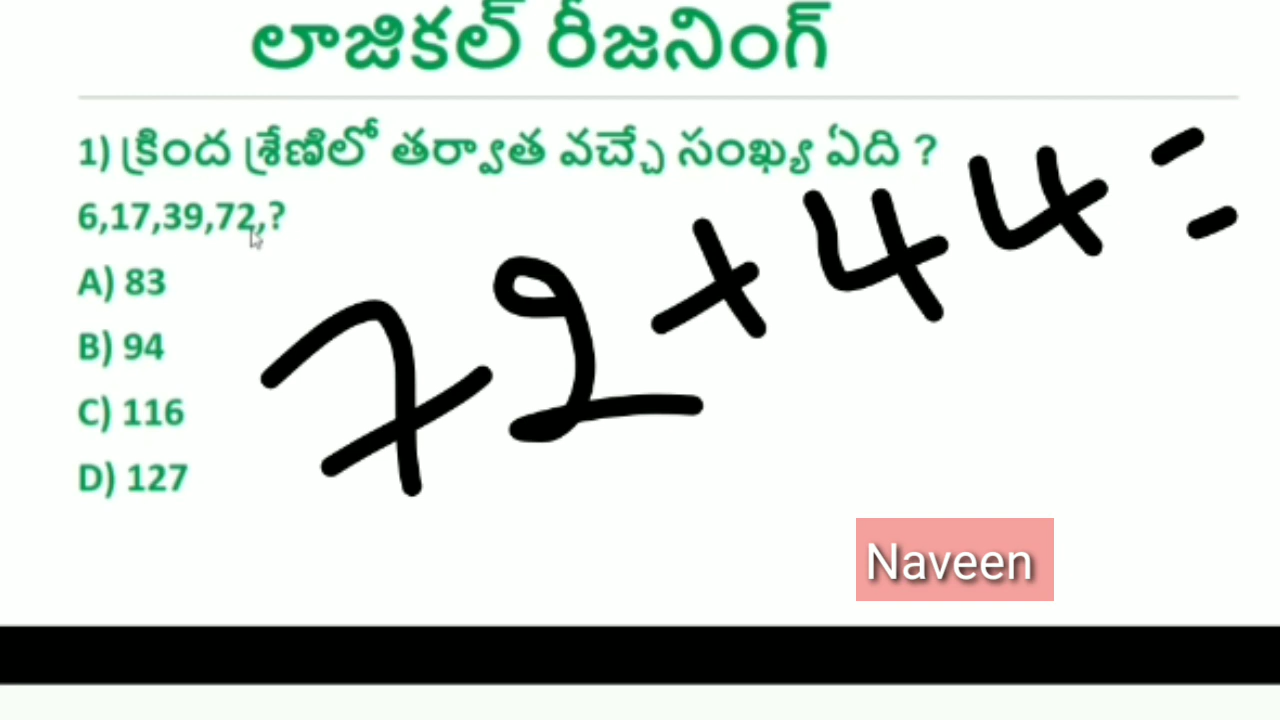 లాజికల్ రీజనింగ్
1) క్రింద శ్రేణిలో తర్వాత వచ్చే సంఖ్య ఏది ?
6,17,39,72,?
A) 83
B) 94
C) 116
D) 127
72+44=
Naveen